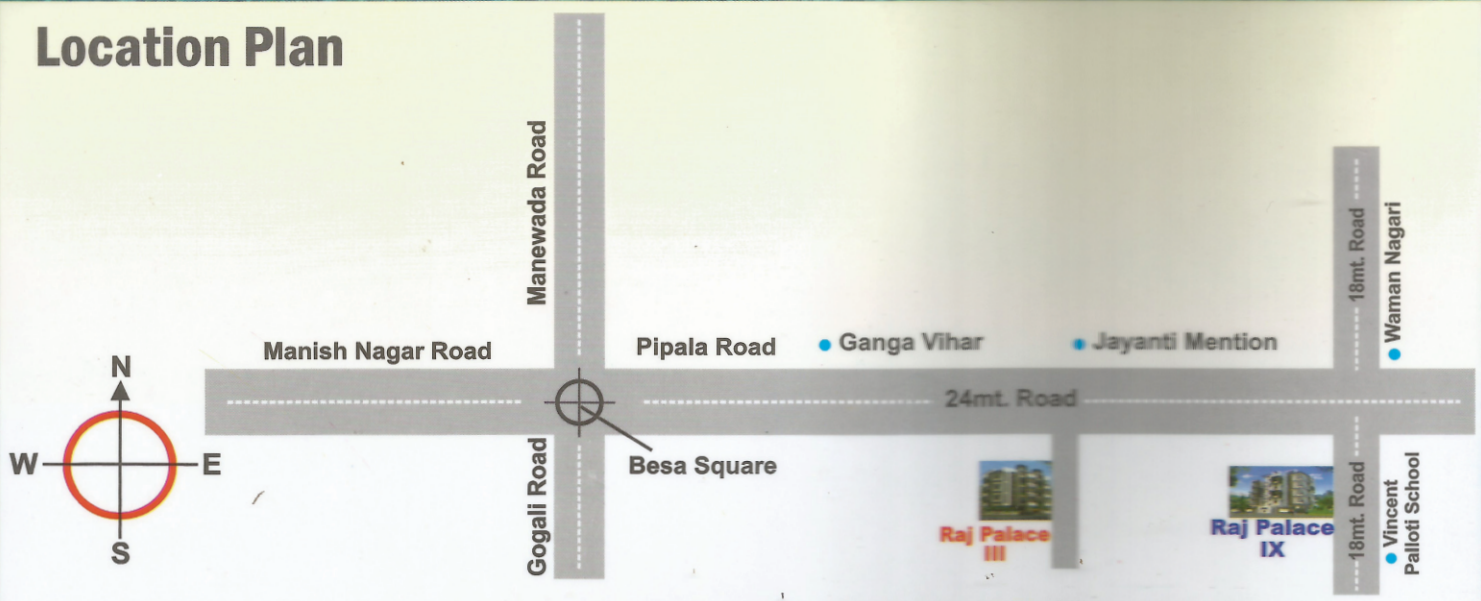 Location Plan
Manewada Road
Manish Nagar Road
Pipala Road
Ganga Vihar
Jayanti Mention
18mt. Road
Waman Nagari
N
W
E
S
24mt. Road
Besa Square
Gogali Road
Raj Palace
III
Raj Palace
IX
18mt. Road
Vincent
Palloti School